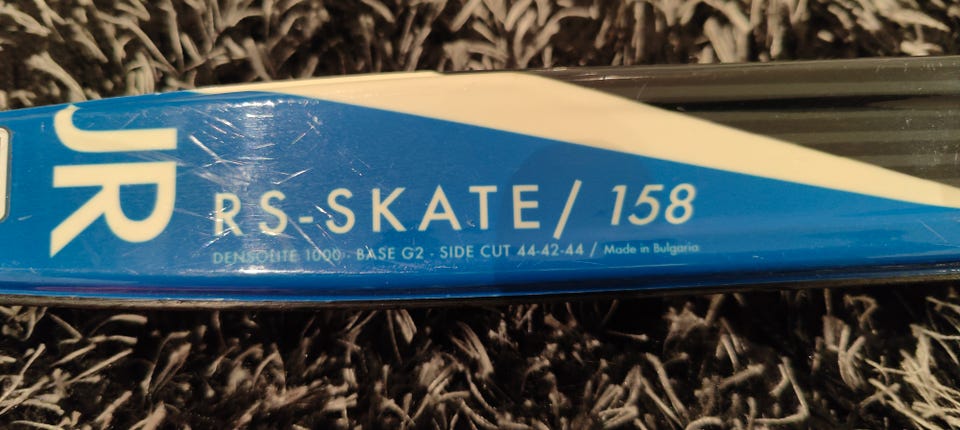 JR
RS-SKATE/ 158
DENSOLITE 1000 · BASE G2 · SIDE CUT 44-42-44 / Made in Bulgaria